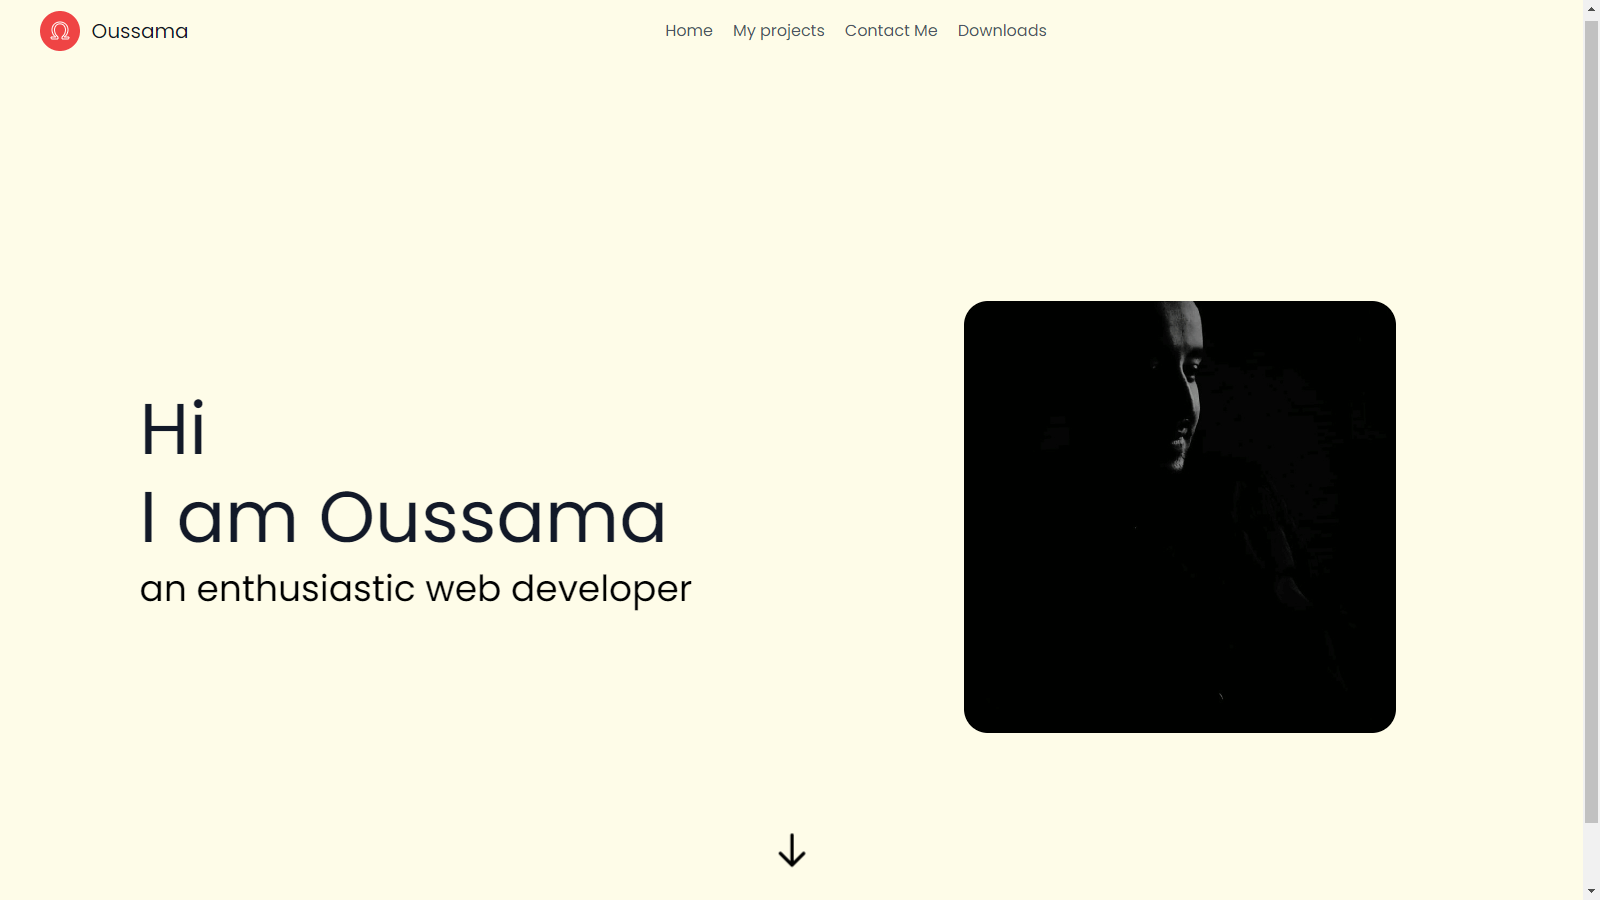 Ω Oussama
Home My projects Contact Me Downloads
Hi
I am Oussama
an enthusiastic web developer